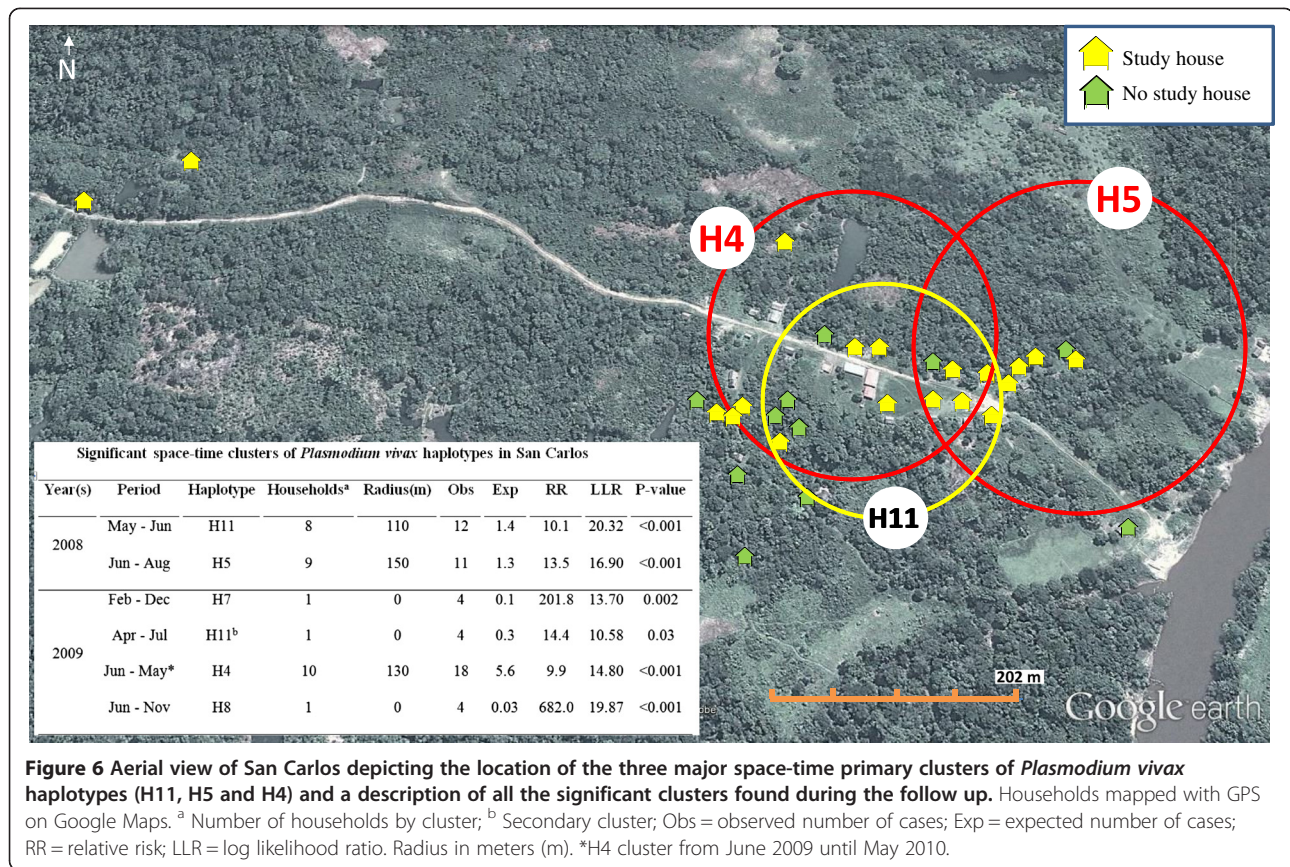 N
Study house
No study house
H4
H5
H11
Significant space-time clusters of Plasmodium vivax haplotypes in San Carlos
Year(s) Period Haplotype Householdsᵃ Radius(m) Obs Exp RR LLR P-value
2008 May - Jun H11 8 110 12 1.4 10.1 20.32 <0.001
Jun - Aug H5 9 150 11 1.3 13.5 16.90 <0.001
2009 Feb - Dec H7 1 0 4 0.1 201.8 13.70 0.002
Apr - Jul H11ᵇ 1 0 4 0.3 14.4 10.58 0.03
Jun - May* H4 10 130 18 5.6 9.9 14.80 <0.001
Jun - Nov H8 1 0 4 0.03 682.0 19.87 <0.001
202 m
Google earth
Figure 6 Aerial view of San Carlos depicting the location of the three major space-time primary clusters of Plasmodium vivax
haplotypes (H11, H5 and H4) and a description of all the significant clusters found during the follow up. Households mapped with GPS
on Google Maps. ᵃ Number of households by cluster; ᵇ Secondary cluster; Obs = observed number of cases; Exp = expected number of cases;
RR = relative risk; LLR = log likelihood ratio. Radius in meters (m). *H4 cluster from June 2009 until May 2010.